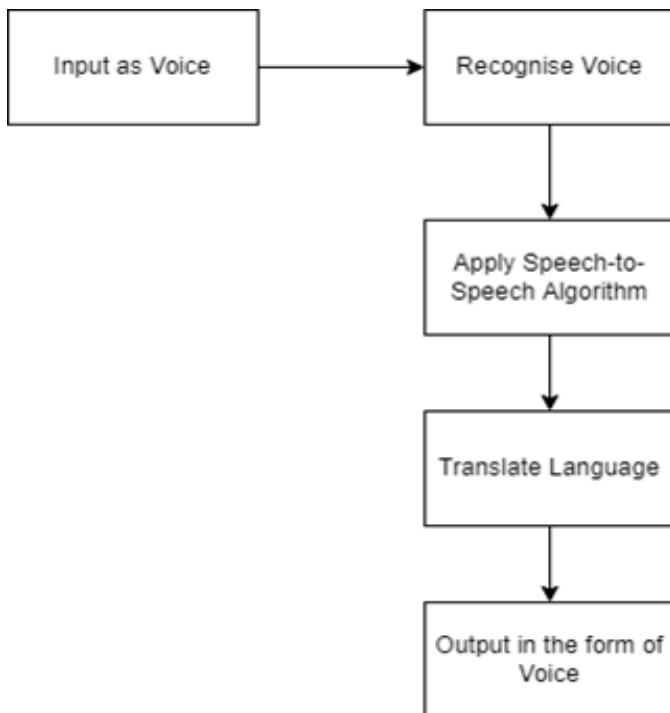 Input as Voice
Recognise Voice
Apply Speech-to-
Speech Algorithm
Translate Language
Output in the form of
Voice